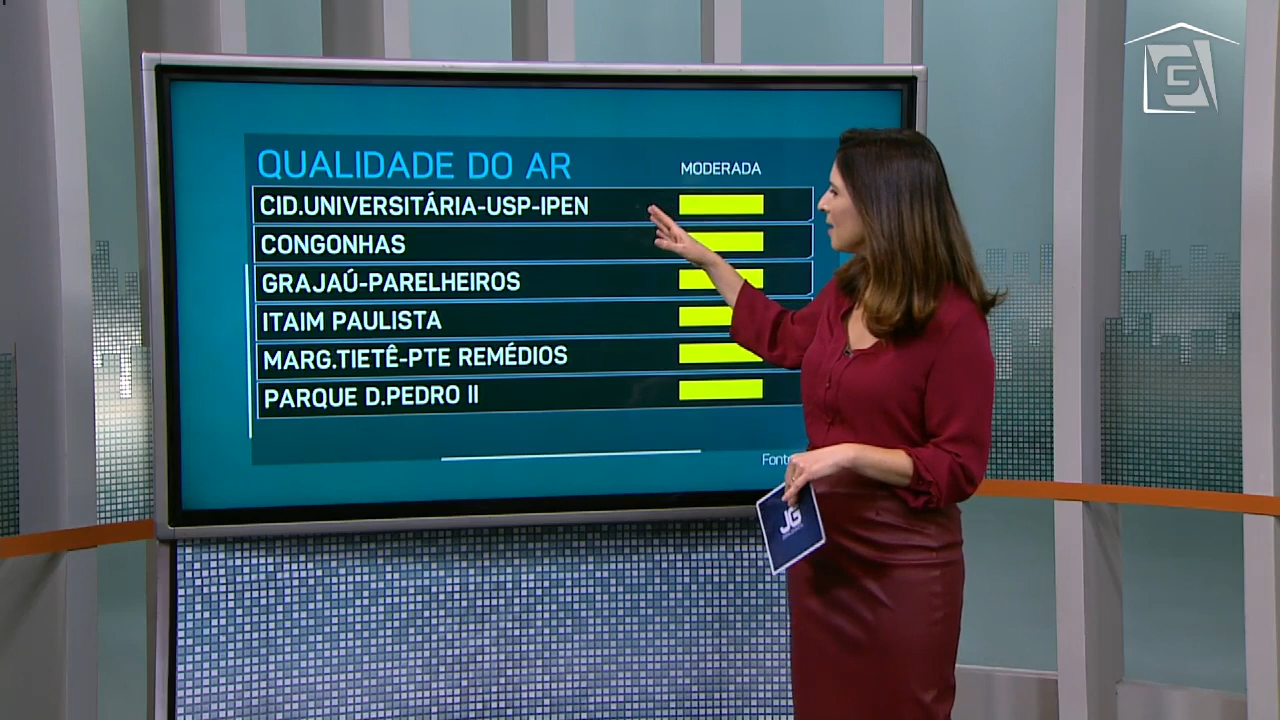 QUALIDADE DO AR
MODERADA
CID.UNIVERSITÁRIA-USP-IPEN
CONGONHAS
GRAJAÚ-PARELHEIROS
ITAIM PAULISTA
MARG.TIETÊ-PTE REMÉDIOS
PARQUE D.PEDRO II
Fonte
JG
G